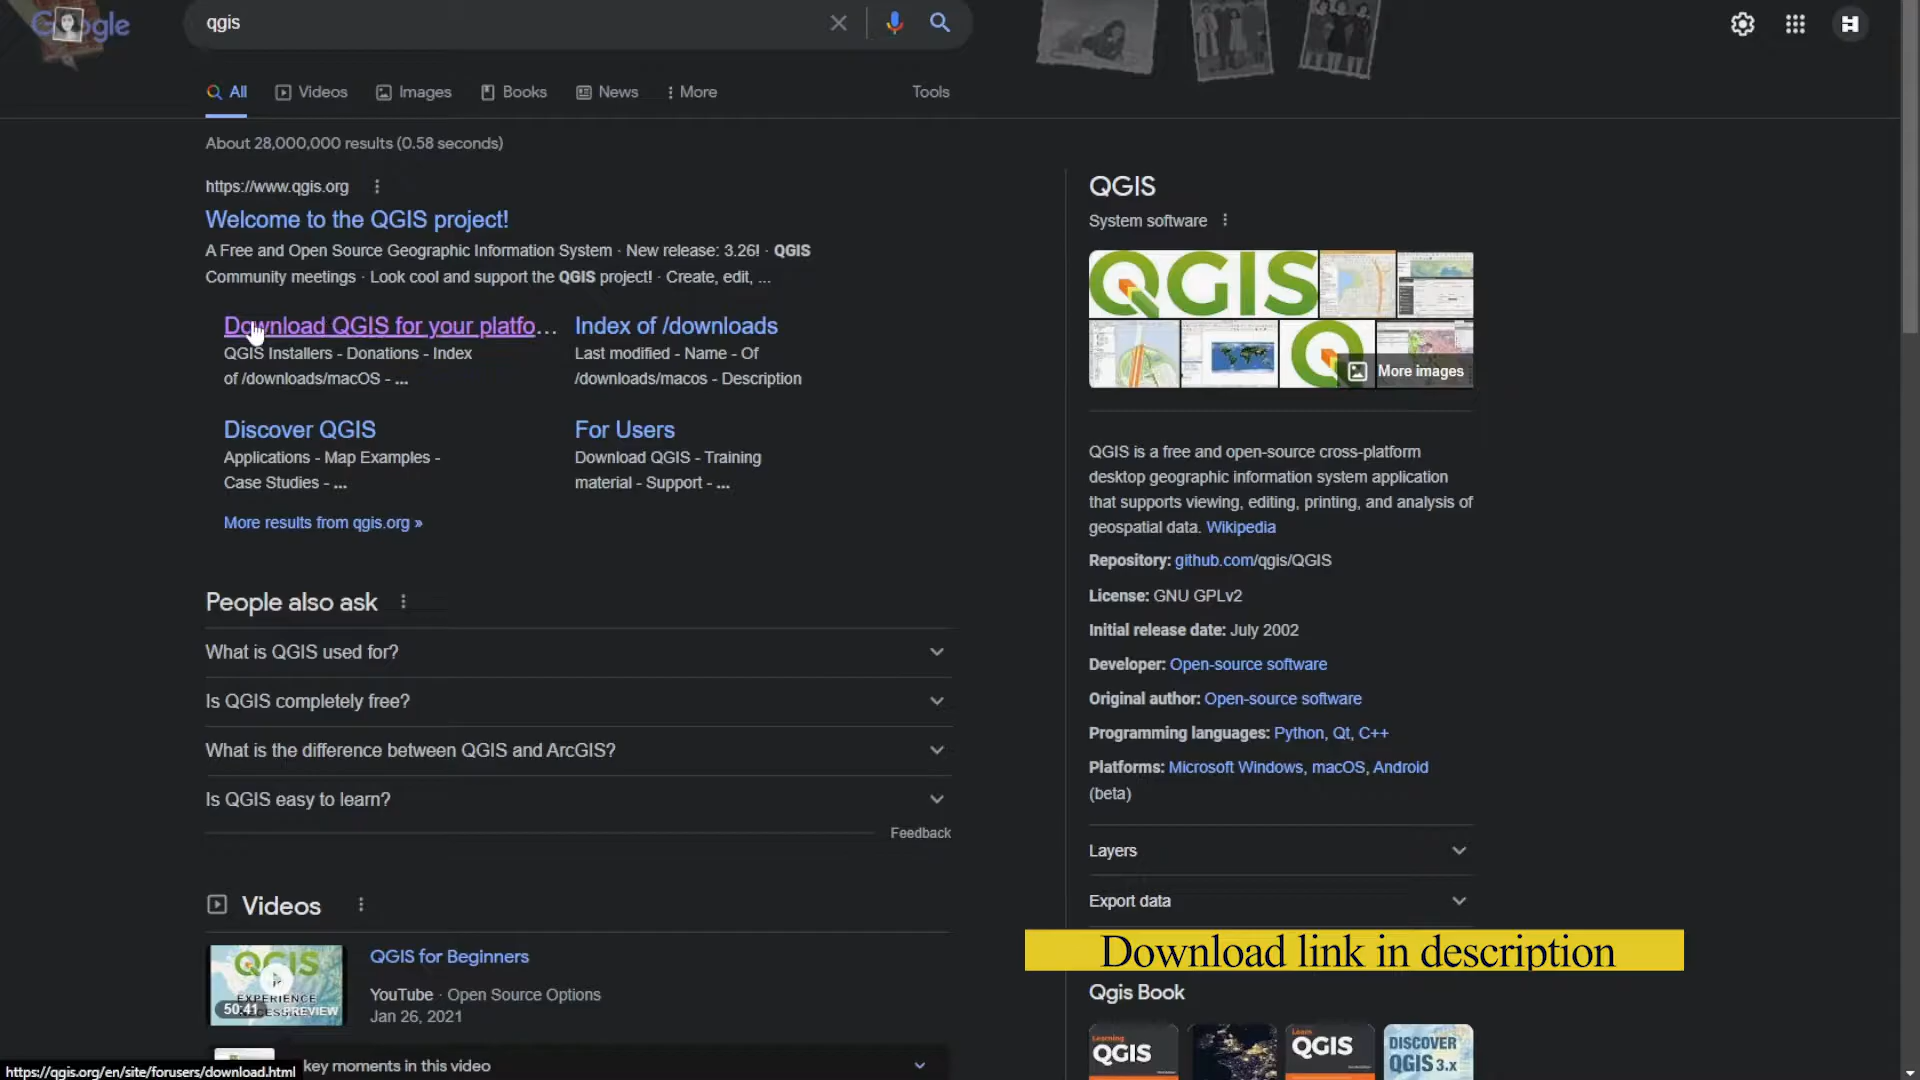 Google
qgis
All
Videos
Images
Books
News
More
Tools
About 28,000,000 results (0.58 seconds)
https://www.qgis.org
Welcome to the QGIS project!
A Free and Open Source Geographic Information System · New release: 3.26! · QGIS
Community meetings · Look cool and support the QGIS project! · Create, edit, ...
Download QGIS for your platfo...
QGIS Installers - Donations - Index
of /downloads/macOS - ...
Index of /downloads
Last modified - Name - Of
/downloads/macos - Description
Discover QGIS
Applications - Map Examples -
Case Studies - ...
For Users
Download QGIS - Training
material - Support - ...
More results from qgis.org »
People also ask
What is QGIS used for?
Is QGIS completely free?
What is the difference between QGIS and ArcGIS?
Is QGIS easy to learn?
Feedback
Videos
QGIS
EXPERIENCE
50:41
PREVIEW
QGIS for Beginners
YouTube · Open Source Options
Jan 26, 2021
key moments in this video
https://qgis.org/en/site/forusers/download.html
QGIS
System software
QGIS
More images
QGIS is a free and open-source cross-platform
desktop geographic information system application
that supports viewing, editing, printing, and analysis of
geospatial data. Wikipedia
Repository: github.com/qgis/QGIS
License: GNU GPLv2
Initial release date: July 2002
Developer: Open-source software
Original author: Open-source software
Programming languages: Python, Qt, C++
Platforms: Microsoft Windows, macOS, Android
(beta)
Layers
Export data
Download link in description
Qgis Book
Learning
QGIS
Learn
QGIS
DISCOVER
QGIS 3.x